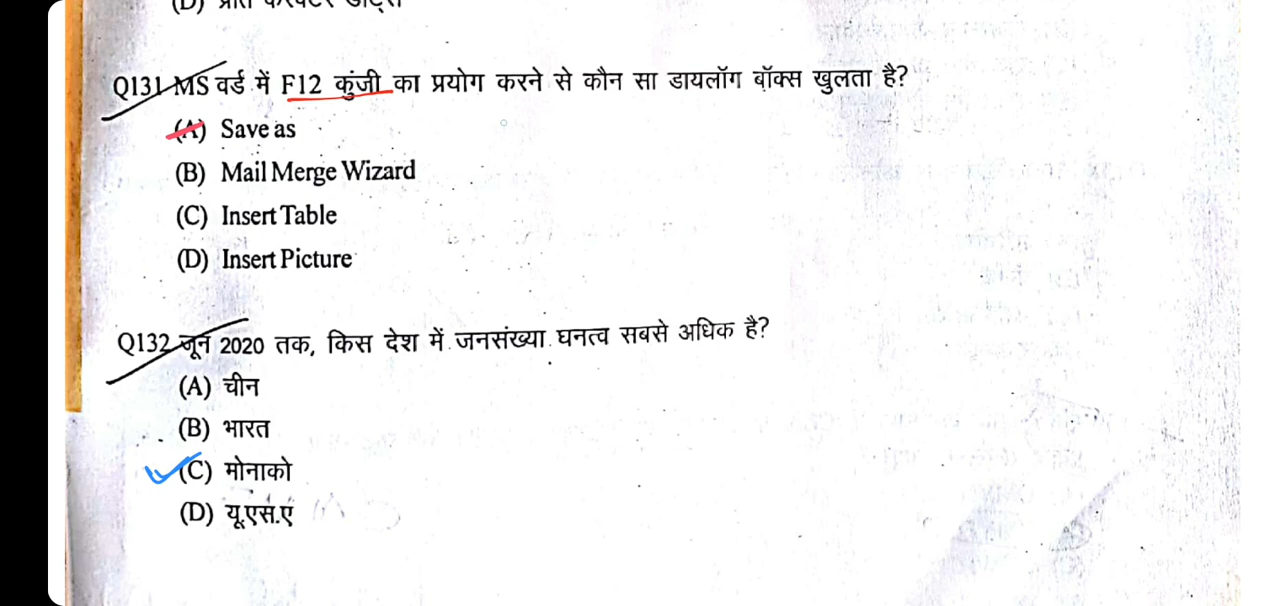 Q131 MS वर्ड में F12 कुंजी का प्रयोग करने से कौन सा डायलॉग बॉक्स खुलता है?
(A) Save as
(B) Mail Merge Wizard
(C) Insert Table
(D) Insert Picture
Q132 जून 2020 तक, किस देश में जनसंख्या घनत्व सबसे अधिक है?
(A) चीन
(B) भारत
(C) मोनाको
(D) यू.एस.ए